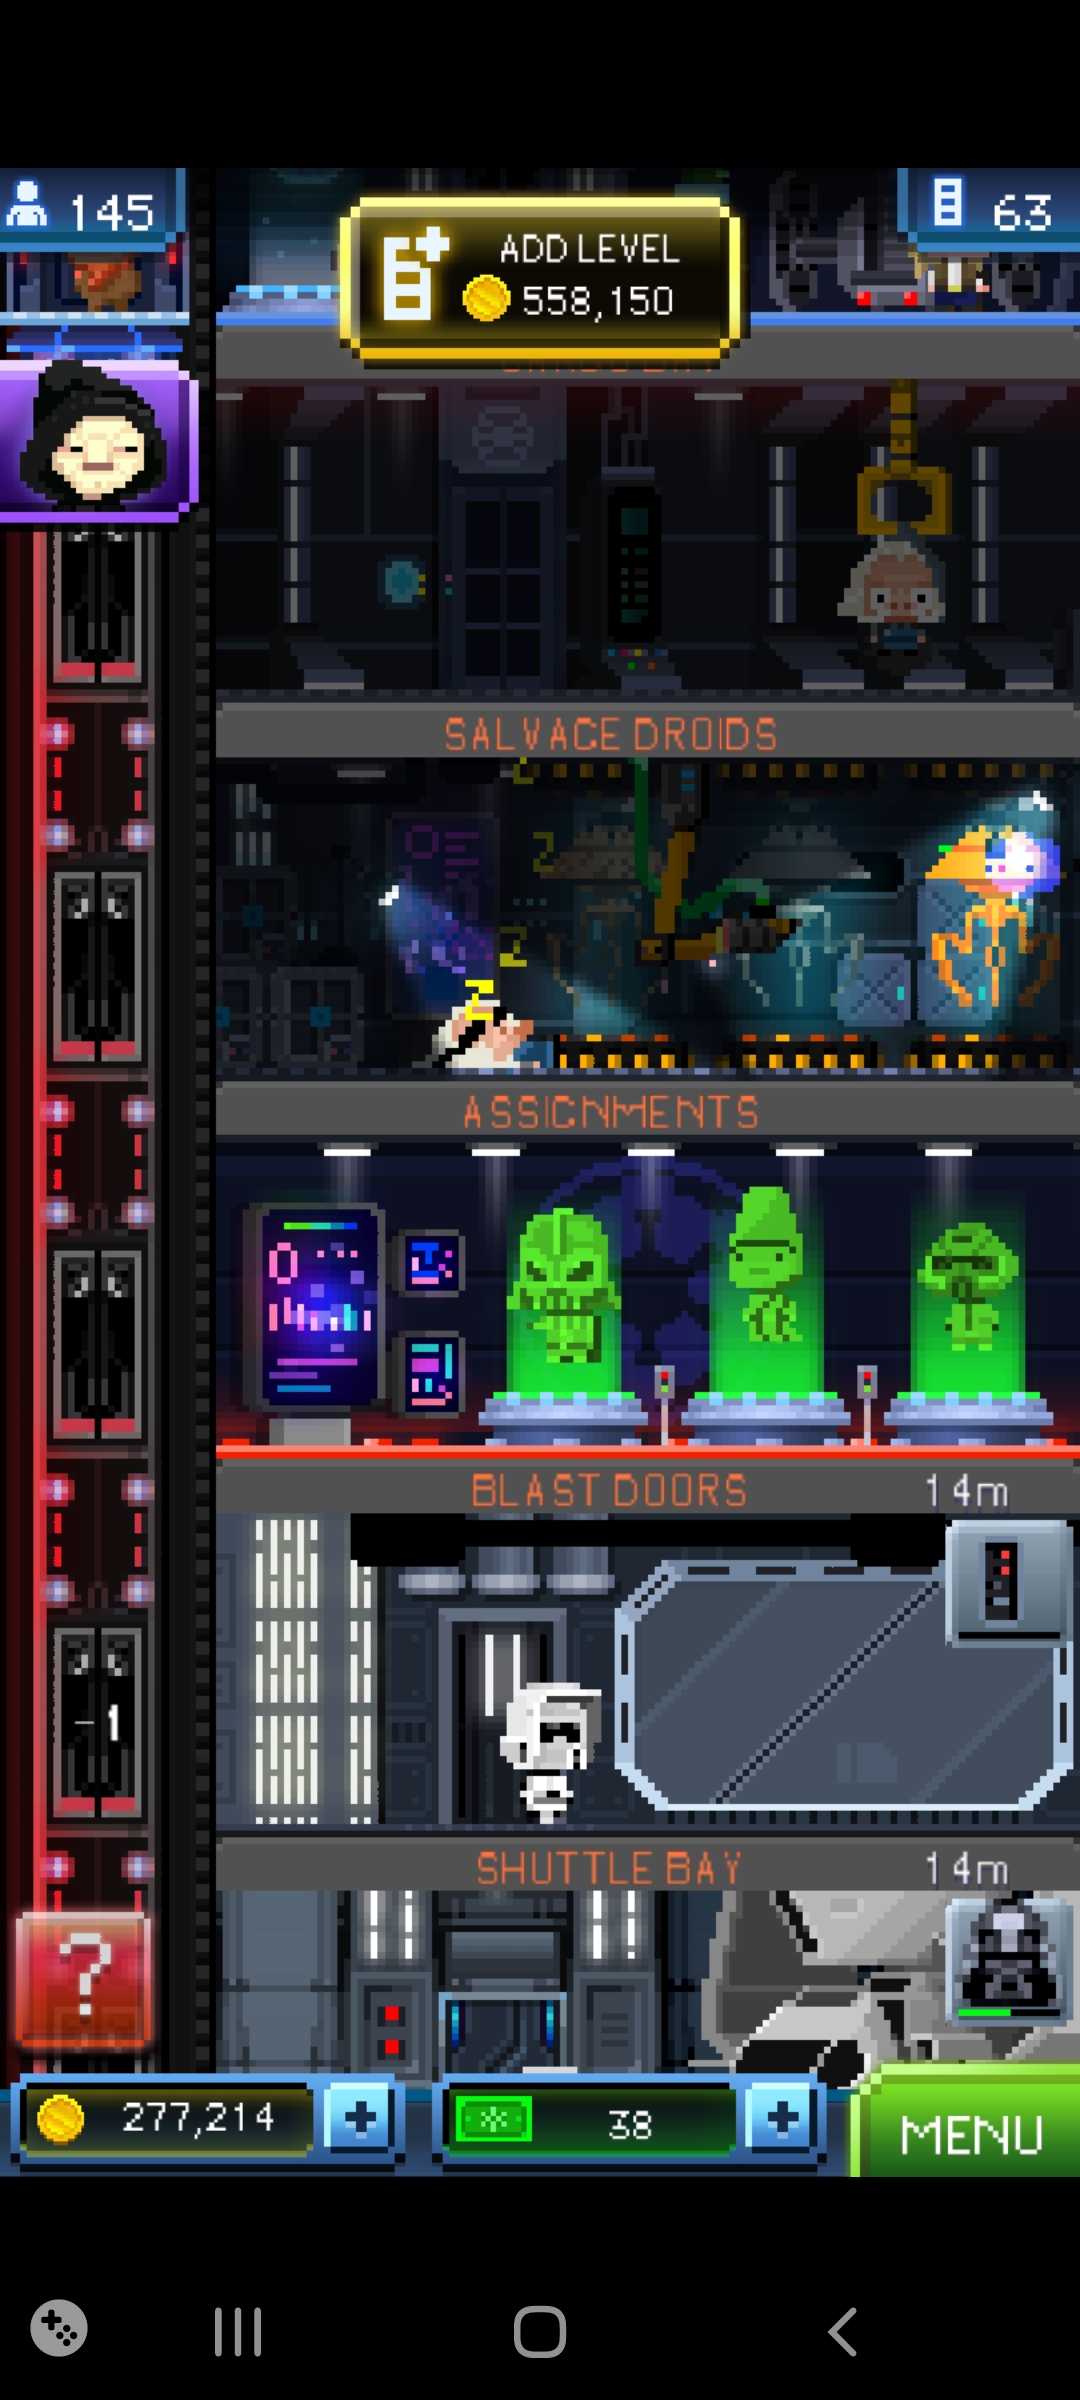 145
63
ADD LEVEL
558,150
SALVAGE DROIDS
Z
Z
Z
Z
ASSIGNMENTS
BLAST DOORS 14m
-1
SHUTTLE BAY 14m
?
277,214
38
MENU